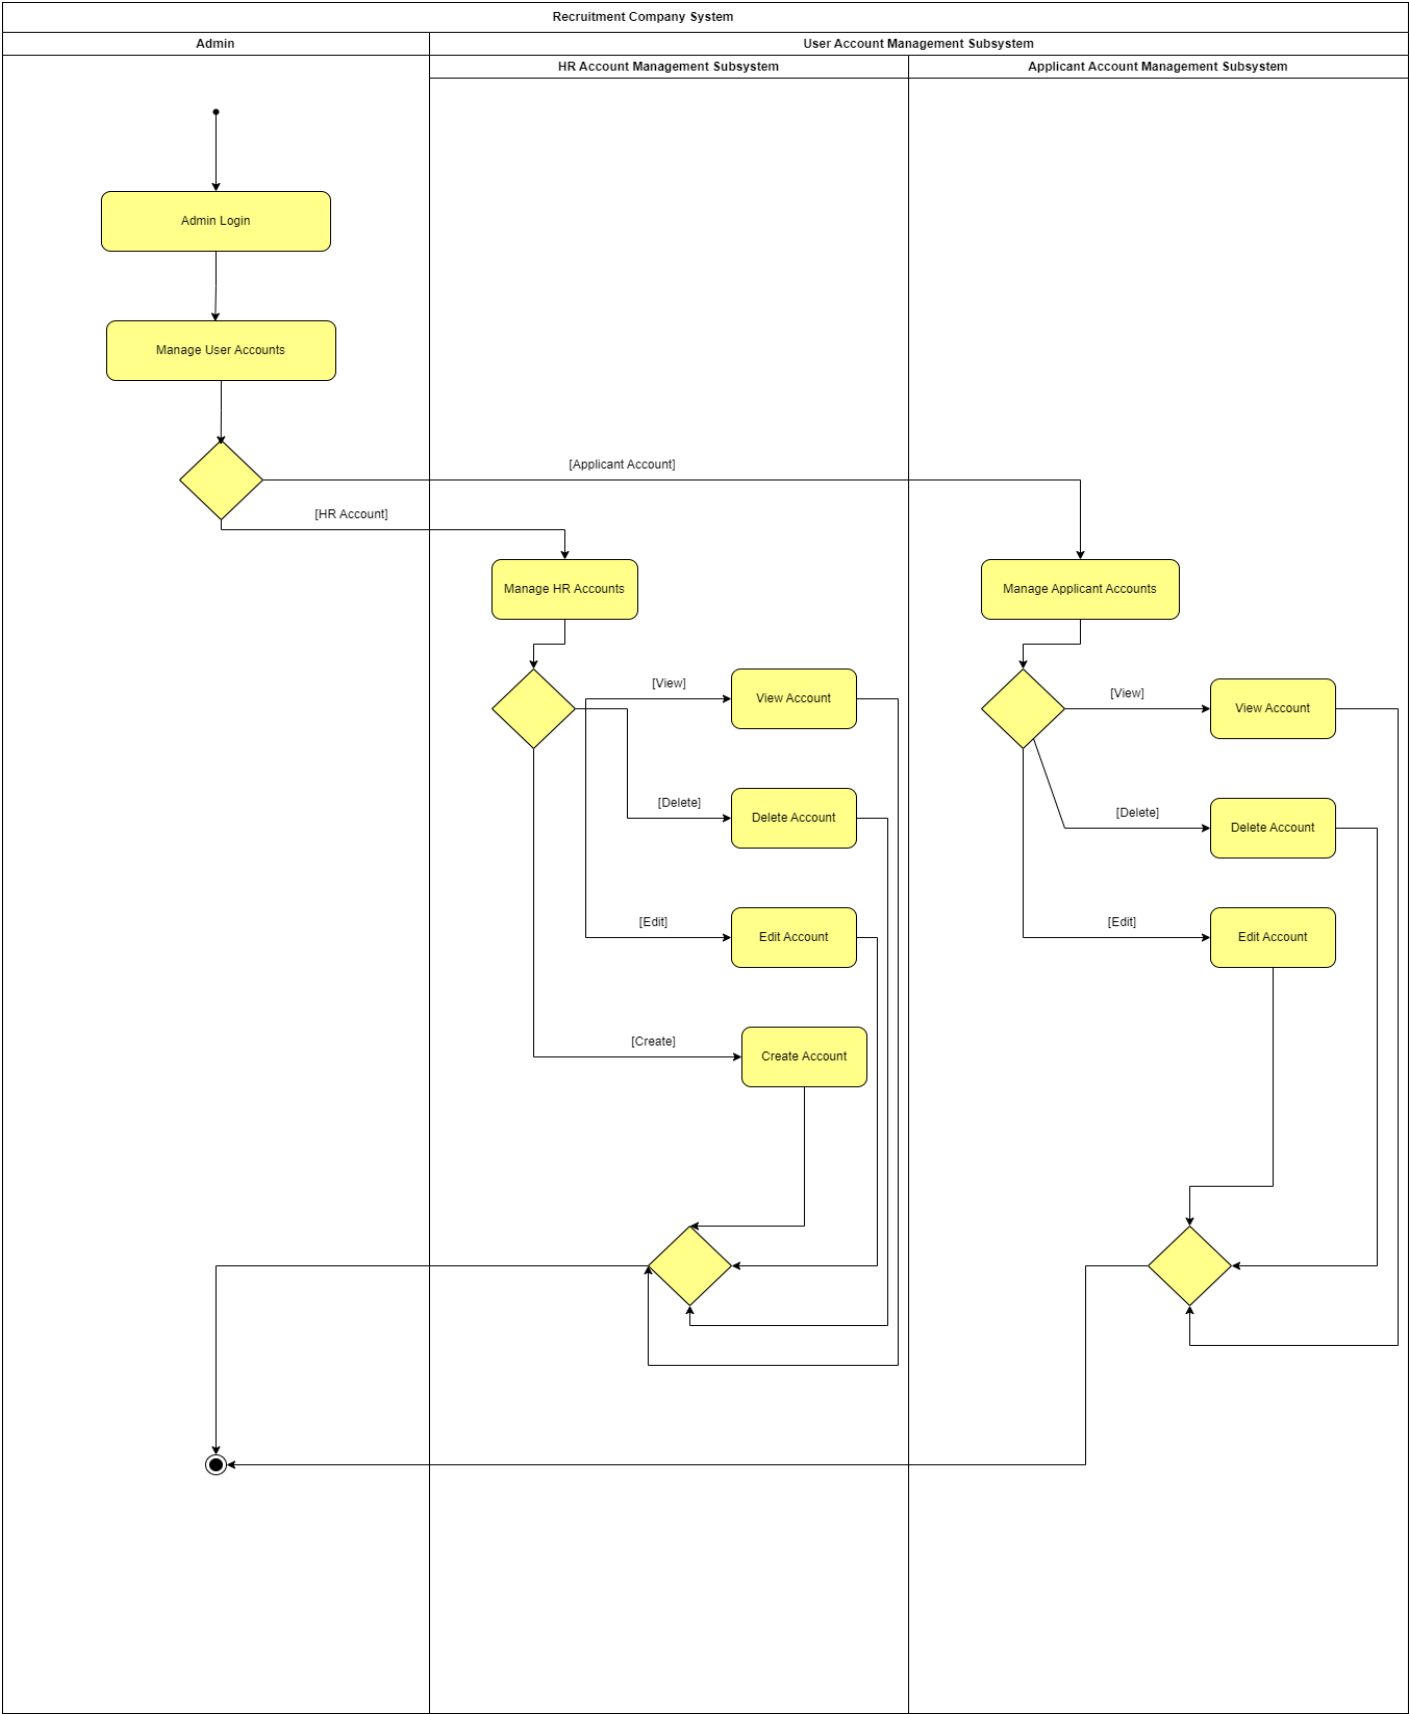 Recruitment Company System
Admin
User Account Management Subsystem
HR Account Management Subsystem
Applicant Account Management Subsystem
Admin Login
Manage User Accounts
[Applicant Account]
[HR Account]
Manage HR Accounts
Manage Applicant Accounts
[View]
View Account
[View]
View Account
[Delete]
Delete Account
[Delete]
Delete Account
[Edit]
Edit Account
[Edit]
Edit Account
[Create]
Create Account